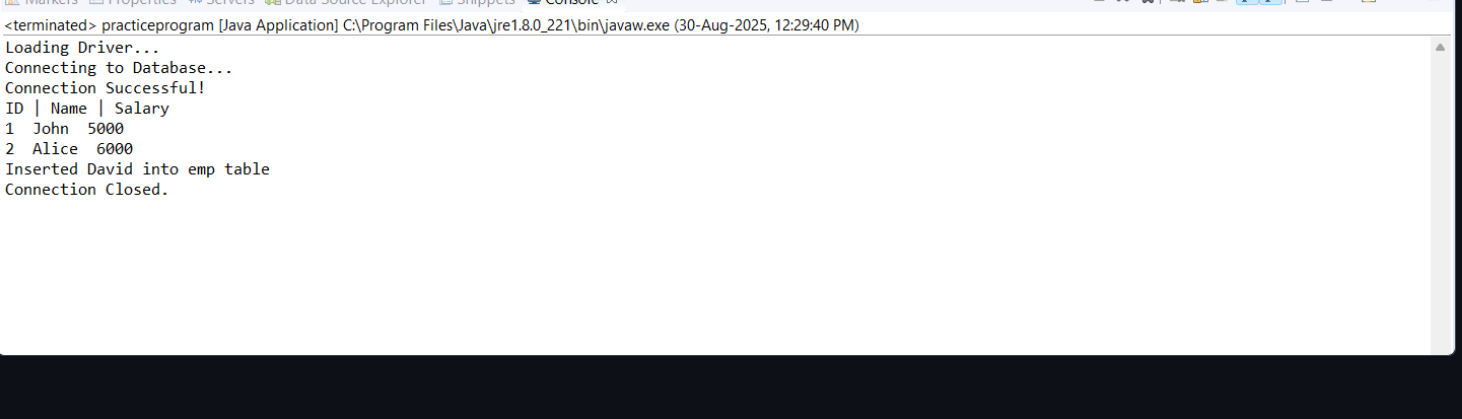 Markers Properties Servers Data Source Explorer Snippets Console
<terminated> practiceprogram [Java Application] C:\Program Files\Java\jre1.8.0_221\bin\javaw.exe (30-Aug-2025, 12:29:40 PM)
Loading Driver...
Connecting to Database...
Connection Successful!
ID | Name | Salary
1  John  5000
2  Alice  6000
Inserted David into emp table
Connection Closed.